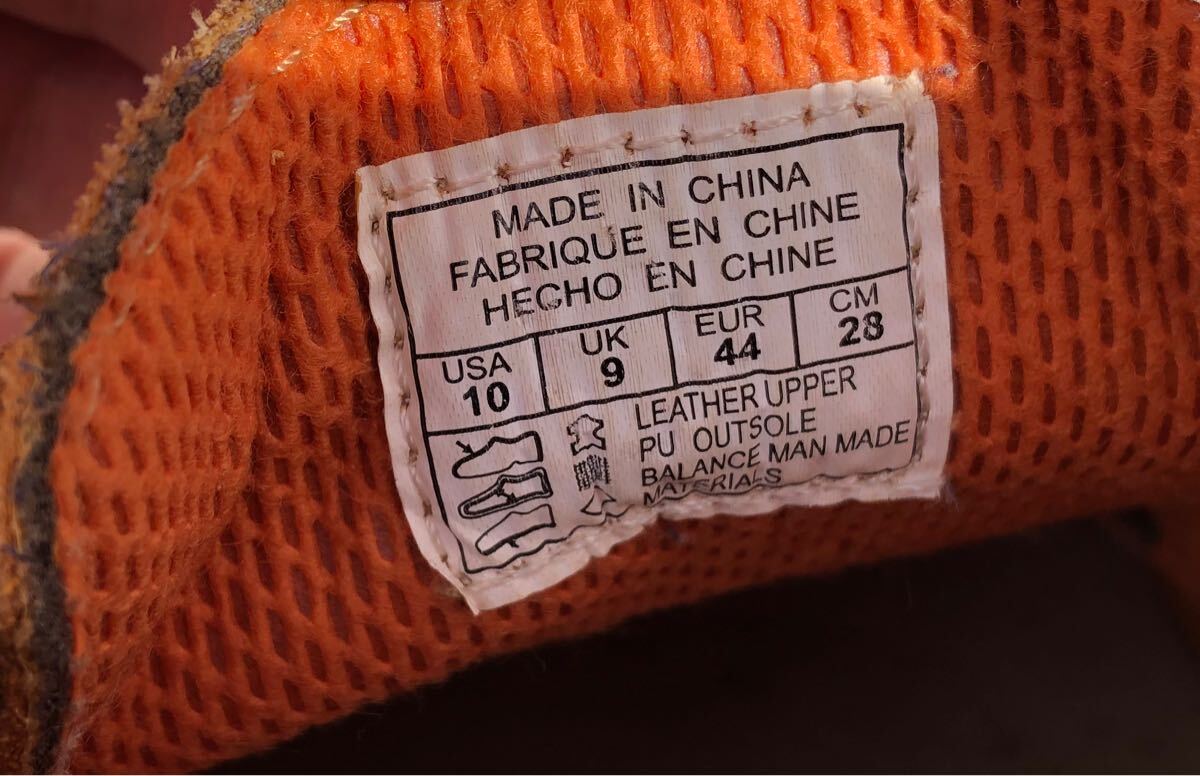 MADE IN CHINA
FABRIQUE EN CHINE
HECHO EN CHINE
USA UK EUR CM
10 9 44 28
LEATHER UPPER
PU OUTSOLE
BALANCE MAN MADE
MATERIALS